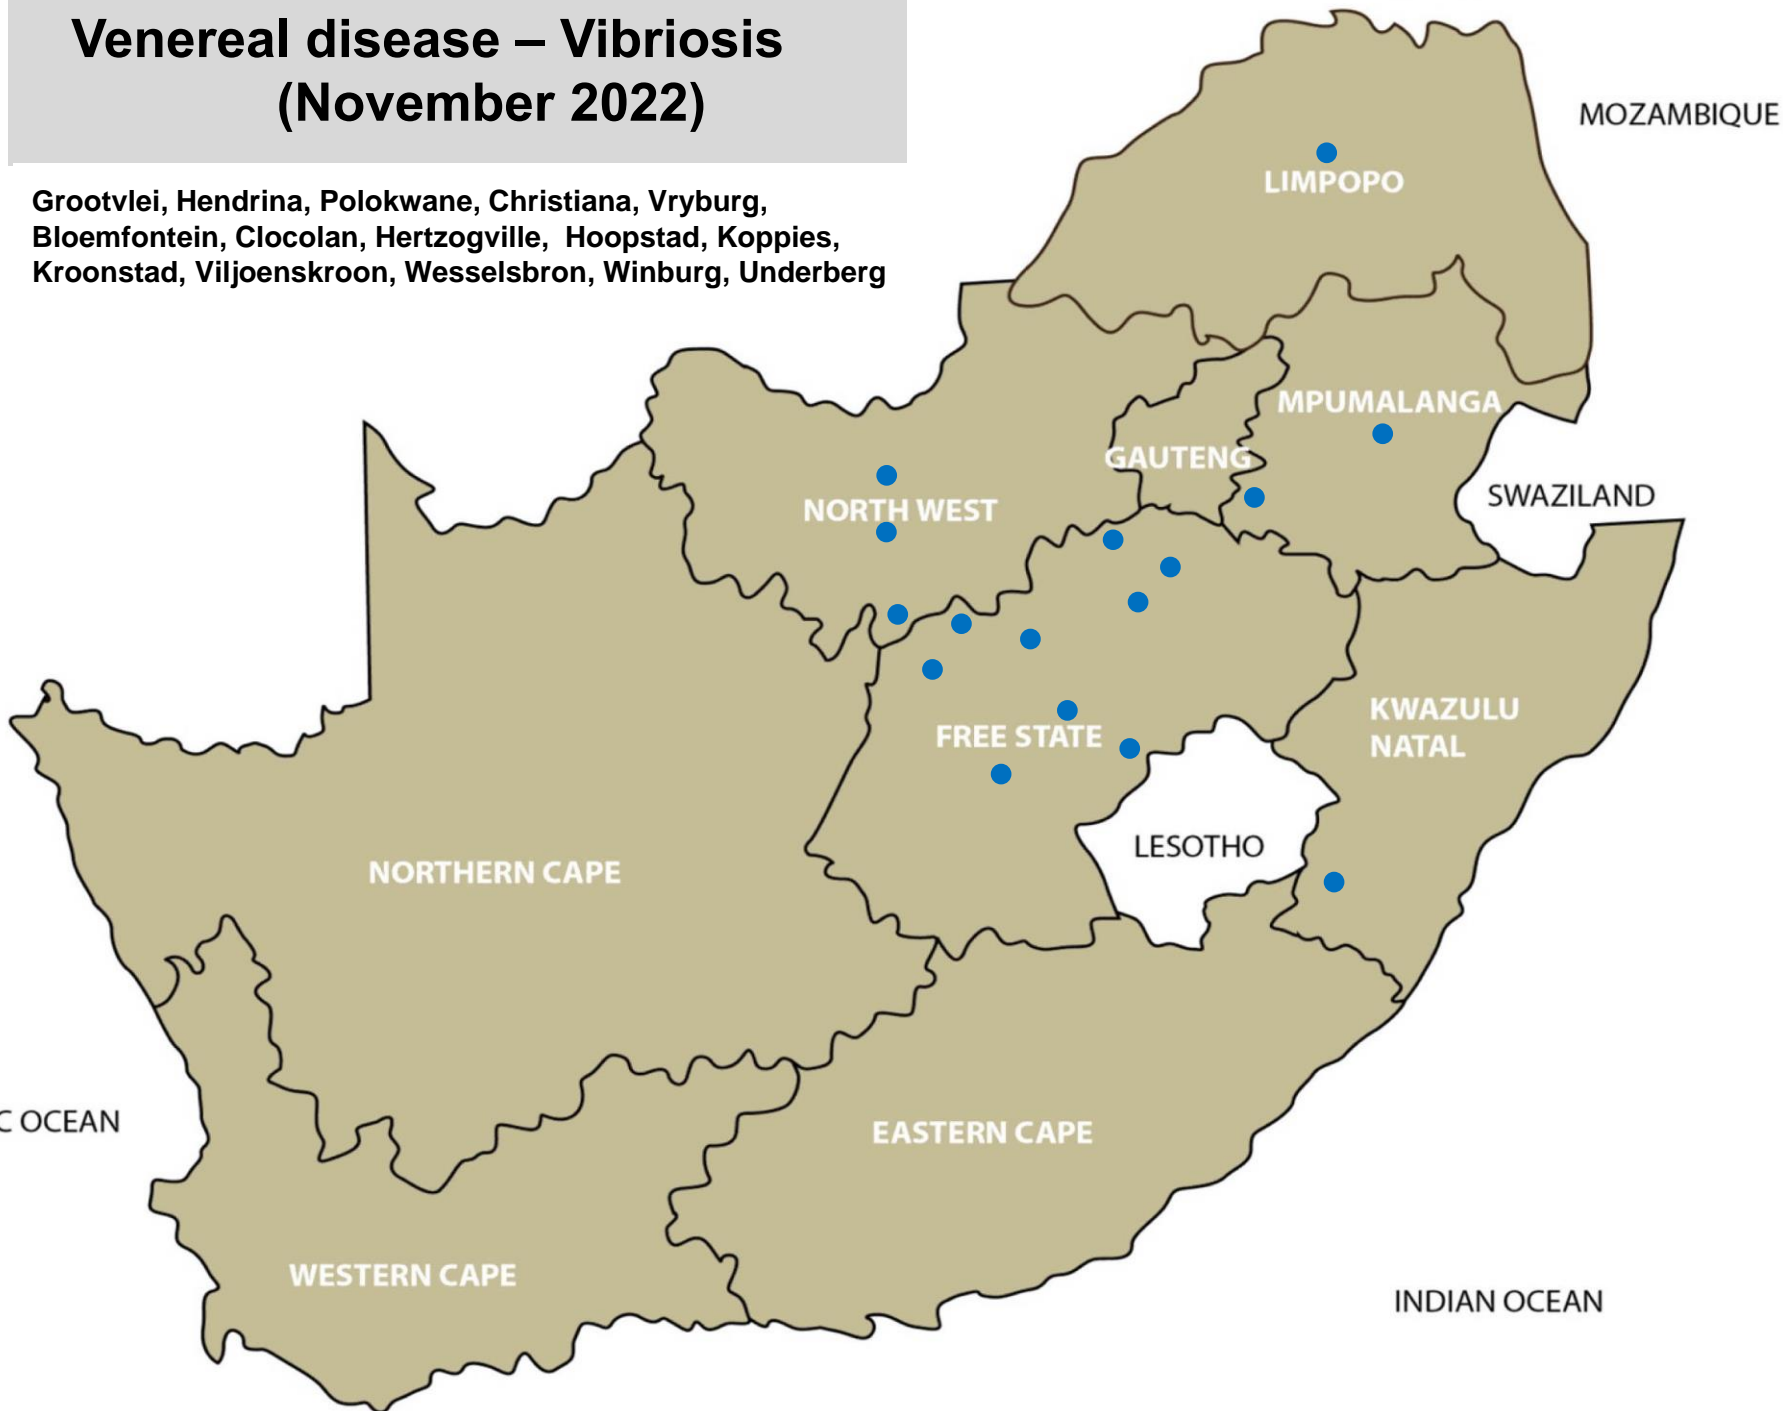 Venereal disease – Vibriosis
(November 2022)
Grootvlei, Hendrina, Polokwane, Christiana, Vryburg,
Bloemfontein, Clocolan, Hertzogville, Hoopstad, Koppies,
Kroonstad, Viljoenskroon, Wesselsbron, Winburg, Underberg
MOZAMBIQUE
LIMPOPO
MPUMALANGA
GAUTENG
SWAZILAND
NORTH WEST
KWAZULU
NATAL
FREE STATE
LESOTHO
NORTHERN CAPE
C OCEAN
EASTERN CAPE
WESTERN CAPE
INDIAN OCEAN